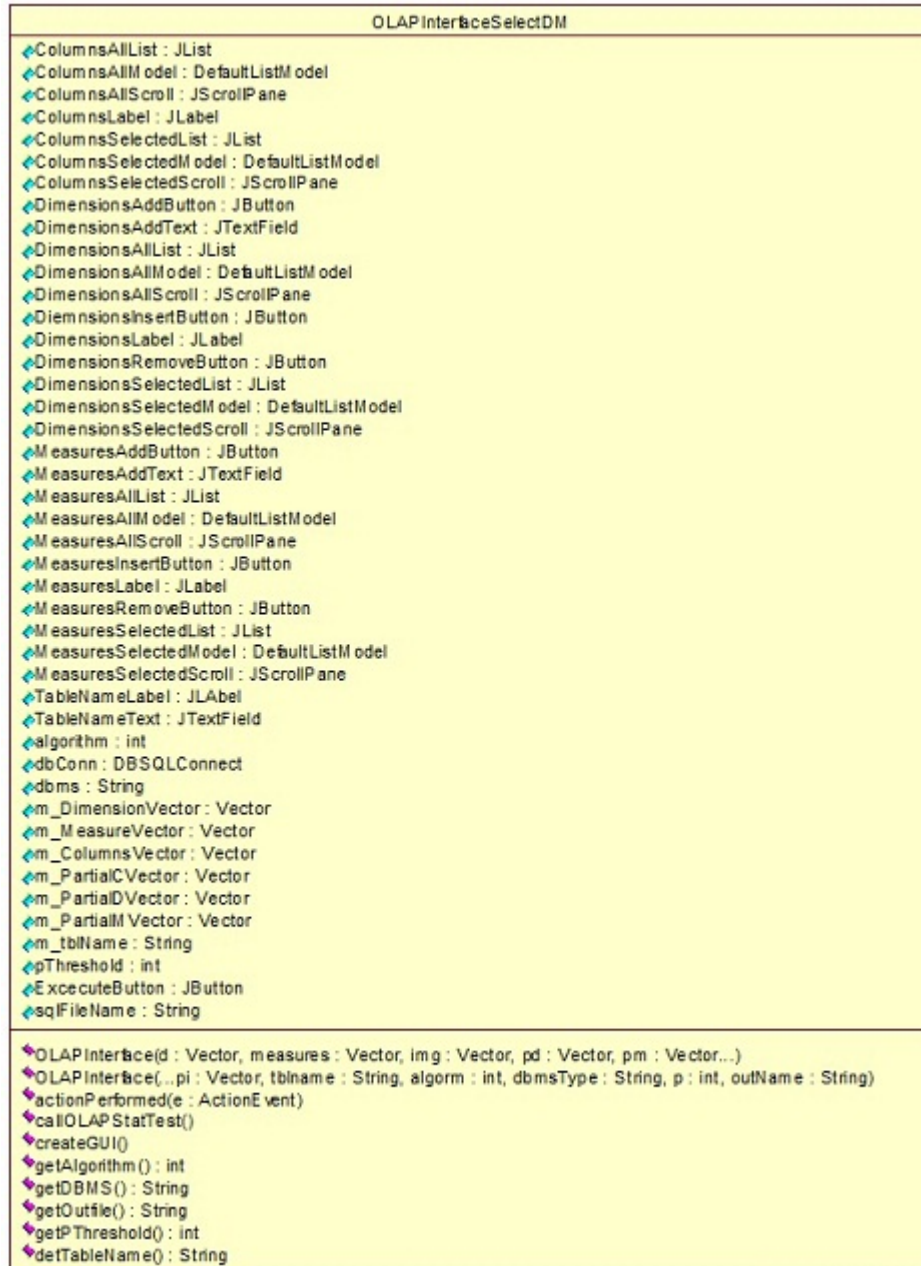 OLAPInterfaceSelectDM
ColumnsAllList : JList
ColumnsAllModel : DefaultListModel
ColumnsAllScroll : JScrollPane
ColumnsLabel : JLabel
ColumnsSelectedList : JList
ColumnsSelectedModel : DefaultListModel
ColumnsSelectedScroll : JScrollPane
DimensionsAddButton : JButton
DimensionsAddText : JTextField
DimensionsAllList : JList
DimensionsAllModel : DefaultListModel
DimensionsAllScroll : JScrollPane
DiemnsionsInsertButton : JButton
DimensionsLabel : JLabel
DimensionsRemoveButton : JButton
DimensionsSelectedList : JList
DimensionsSelectedModel : DefaultListModel
DimensionsSelectedScroll : JScrollPane
MeasuresAddButton : JButton
MeasuresAddText : JTextField
MeasuresAllList : JList
MeasuresAllModel : DefaultListModel
MeasuresAllScroll : JScrollPane
MeasuresInsertButton : JButton
MeasuresLabel : JLabel
MeasuresRemoveButton : JButton
MeasuresSelectedList : JList
MeasuresSelectedModel : DefaultListModel
MeasuresSelectedScroll : JScrollPane
TableNameLabel : JLAbel
TableNameText : JTextField
algorithm : int
dbConn : DBSQLConnect
dbms : String
m_DimensionVector : Vector
m_MeasureVector : Vector
m_ColumnsVector : Vector
m_PartialCVector : Vector
m_PartialDVector : Vector
m_PartialMVector : Vector
m_tblName : String
pThreshold : int
ExcecuteButton : JButton
sqlFileName : String
OLAPInterface(d : Vector, measures : Vector, img : Vector, pd : Vector, pm : Vector...)
OLAPInterface(...pi : Vector, tblname : String, algorm : int, dbmsType : String, p : int, outName : String)
actionPerformed(e : ActionEvent)
callOLAPStatTest()
createGUI()
getAlgorithm() : int
getDBMS() : String
getOutfile() : String
getPThreshold() : int
detTableName() : String